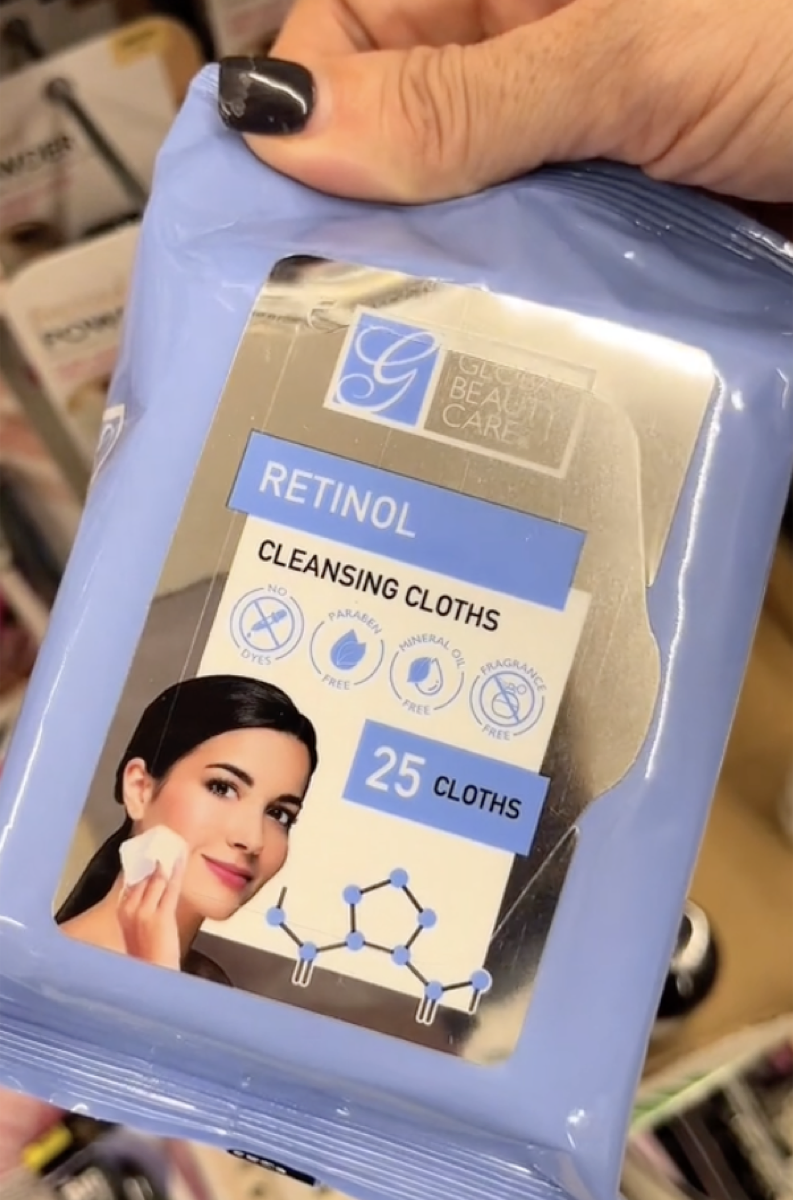 G
GLOBAL
BEAUTY
CARE
RETINOL
CLEANSING CLOTHS
NO
DYES
PARABEN
FREE
MINERAL OIL
FREE
FRAGRANCE
FREE
25 CLOTHS